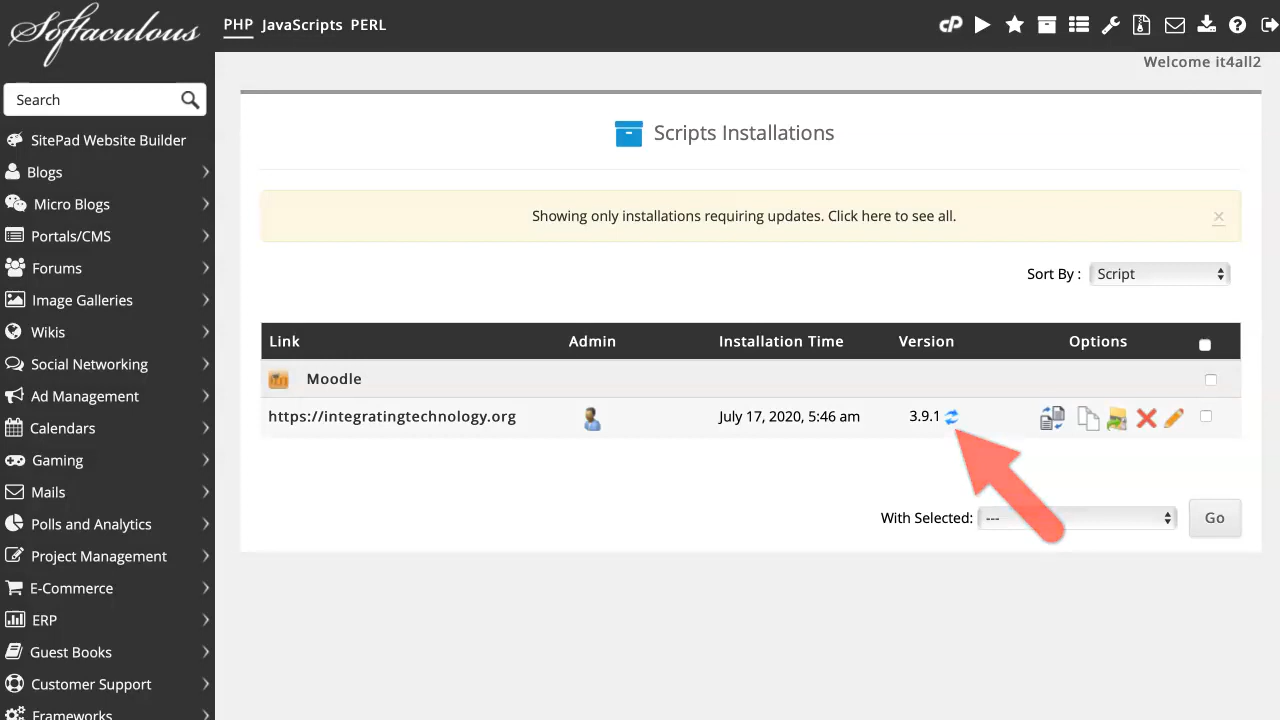 Softaculous
PHP JavaScripts PERL
cP
Welcome it4all2
Search
SitePad Website Builder
Blogs
Micro Blogs
Portals/CMS
Forums
Image Galleries
Wikis
Social Networking
Ad Management
Calendars
Gaming
Mails
Polls and Analytics
Project Management
E-Commerce
ERP
Guest Books
Customer Support
Frameworks
Scripts Installations
Showing only installations requiring updates. Click here to see all.
Sort By : Script
Link Admin Installation Time Version Options
Moodle
https://integratingtechnology.org July 17, 2020, 5:46 am 3.9.1
With Selected: --- Go